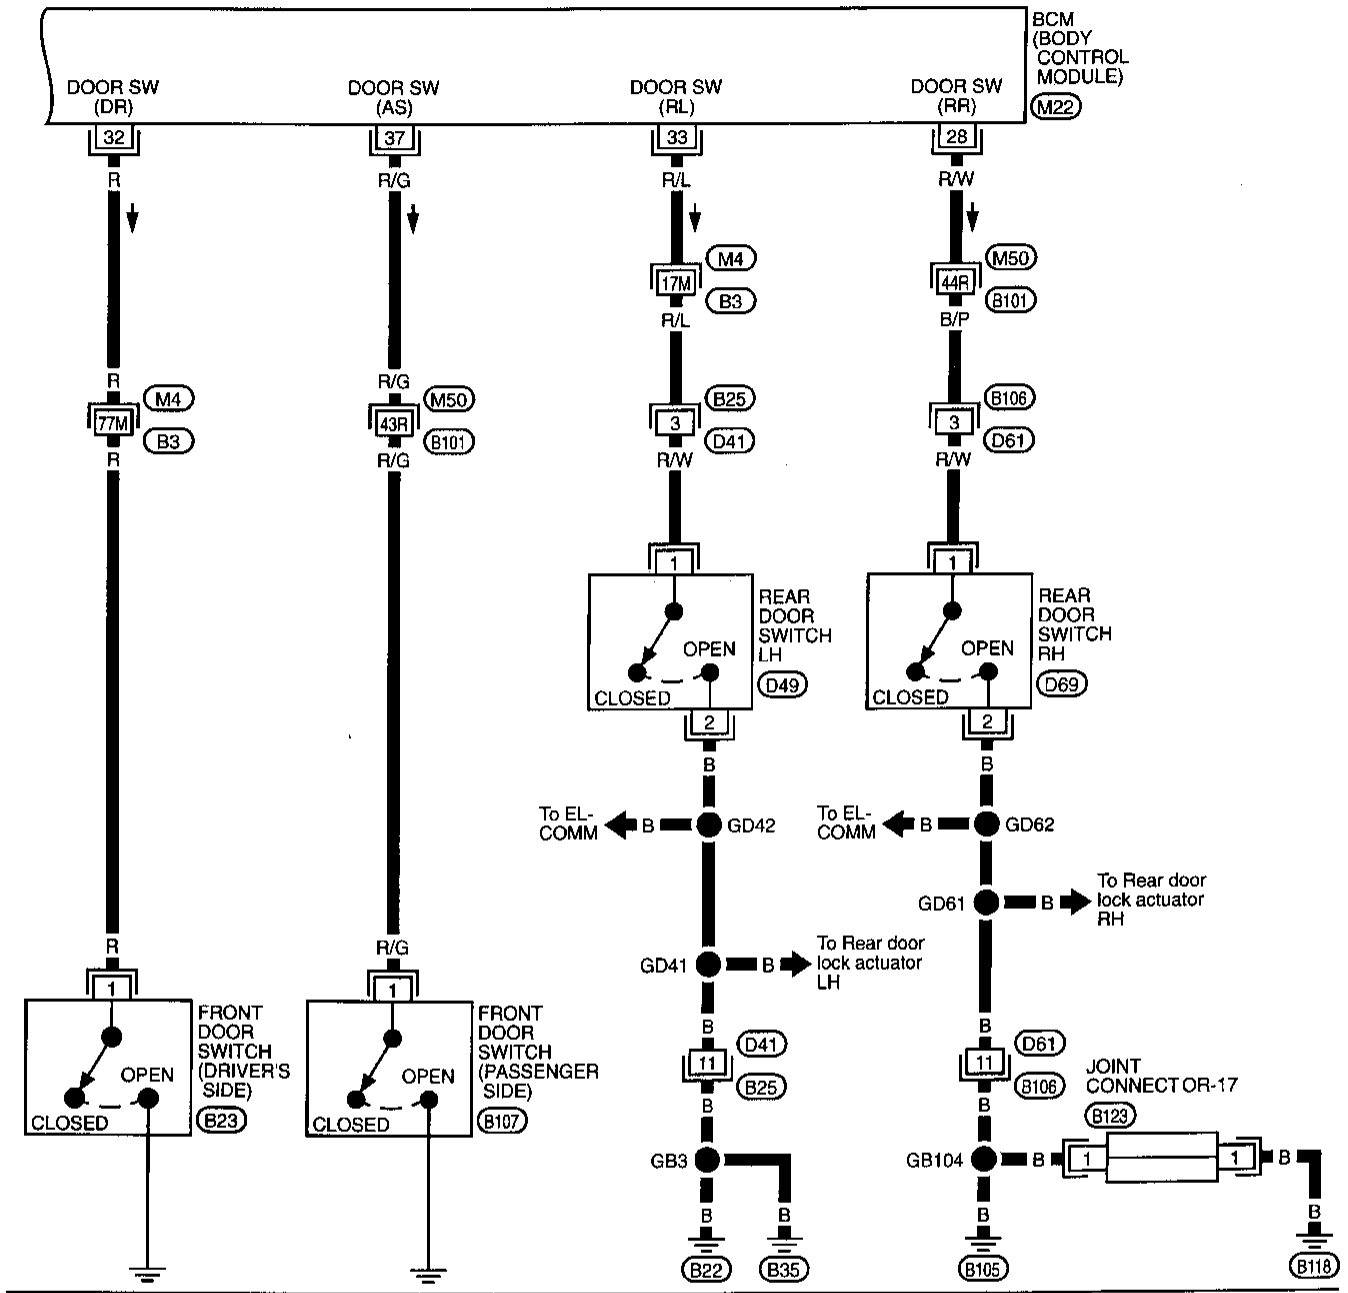 BCM
(BODY
CONTROL
MODULE)
M22
DOOR SW
(DR)
DOOR SW
(AS)
DOOR SW
(RL)
DOOR SW
(RR)
32
37
33
28
R
R/G
R/L
R/W
M4
17M
B3
R/L
M50
44R
B101
B/P
R
M4
77M
B3
R
R/G
M50
43R
B101
R/G
B25
3
D41
R/W
B106
3
D61
R/W
1
OPEN
CLOSED
REAR
DOOR
SWITCH
LH
D49
2
B
1
OPEN
CLOSED
REAR
DOOR
SWITCH
RH
D69
2
B
To EL-
COMM
B
GD42
To EL-
COMM
B
GD62
GD61
B
To Rear door
lock actuator
RH
GD41
B
To Rear door
lock actuator
LH
R
1
OPEN
CLOSED
FRONT
DOOR
SWITCH
(DRIVER'S
SIDE)
B23
R/G
1
OPEN
CLOSED
FRONT
DOOR
SWITCH
(PASSENGER
SIDE)
B107
B
D41
11
B25
B
B
D61
11
B106
B
JOINT
CONNECTOR-17
B123
GB3
GB104
B
1
1
B
B
B
B
B
B22
B35
B105
B118